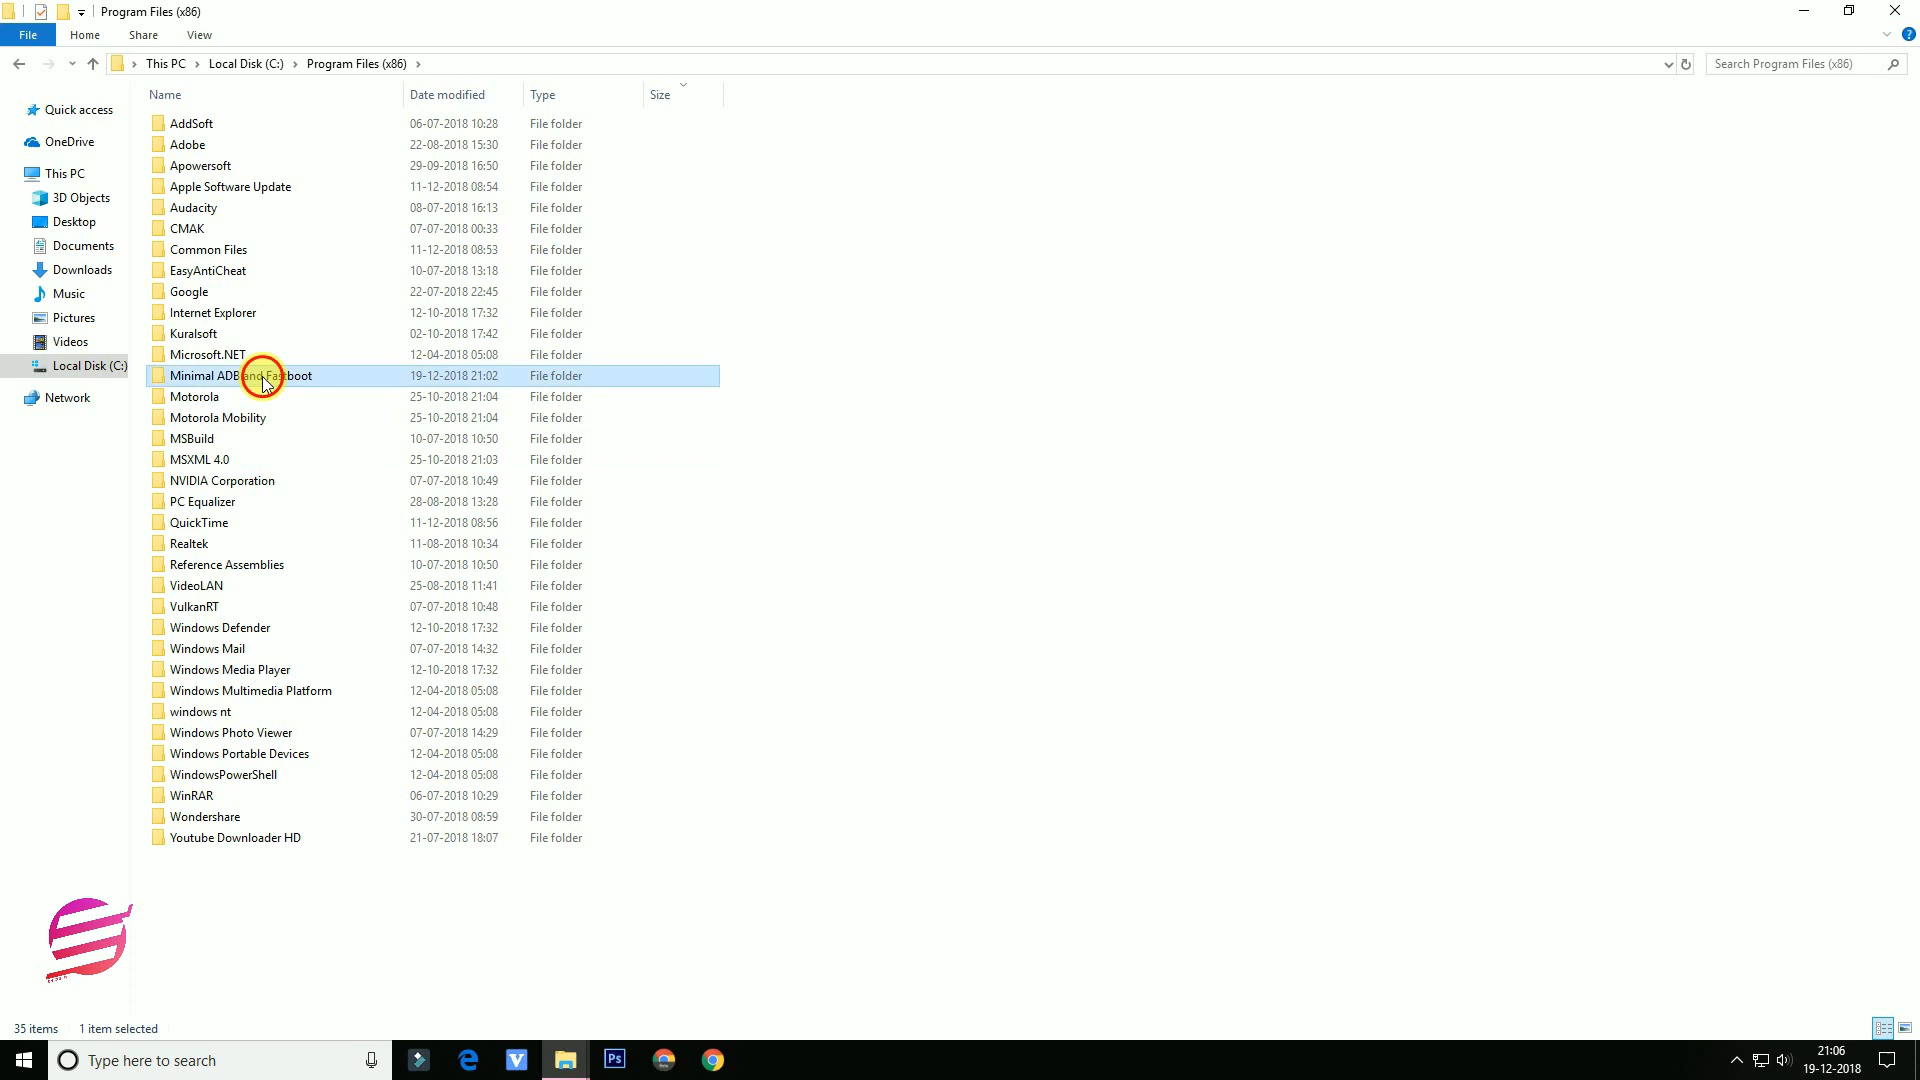 Program Files (x86)
File Home Share View
This PC Local Disk (C:) Program Files (x86)
Search Program Files (x86)
Name Date modified Type Size
Quick access
OneDrive
This PC
3D Objects
Desktop
Documents
Downloads
Music
Pictures
Videos
Local Disk (C:)
Network
AddSoft 06-07-2018 10:28 File folder
Adobe 22-08-2018 15:30 File folder
Apowersoft 29-09-2018 16:50 File folder
Apple Software Update 11-12-2018 08:54 File folder
Audacity 08-07-2018 16:13 File folder
CMAK 07-07-2018 00:33 File folder
Common Files 11-12-2018 08:53 File folder
EasyAntiCheat 10-07-2018 13:18 File folder
Google 22-07-2018 22:45 File folder
Internet Explorer 12-10-2018 17:32 File folder
Kuralsoft 02-10-2018 17:42 File folder
Microsoft.NET 12-04-2018 05:08 File folder
Minimal ADB and Fastboot 19-12-2018 21:02 File folder
Motorola 25-10-2018 21:04 File folder
Motorola Mobility 25-10-2018 21:04 File folder
MSBuild 10-07-2018 10:50 File folder
MSXML 4.0 25-10-2018 21:03 File folder
NVIDIA Corporation 07-07-2018 10:49 File folder
PC Equalizer 28-08-2018 13:28 File folder
QuickTime 11-12-2018 08:56 File folder
Realtek 11-08-2018 10:34 File folder
Reference Assemblies 10-07-2018 10:50 File folder
VideoLAN 25-08-2018 11:41 File folder
VulkanRT 07-07-2018 10:48 File folder
Windows Defender 12-10-2018 17:32 File folder
Windows Mail 07-07-2018 14:32 File folder
Windows Media Player 12-10-2018 17:32 File folder
Windows Multimedia Platform 12-04-2018 05:08 File folder
windows nt 12-04-2018 05:08 File folder
Windows Photo Viewer 07-07-2018 14:29 File folder
Windows Portable Devices 12-04-2018 05:08 File folder
WindowsPowerShell 12-04-2018 05:08 File folder
WinRAR 06-07-2018 10:29 File folder
Wondershare 30-07-2018 08:59 File folder
Youtube Downloader HD 21-07-2018 18:07 File folder
35 items 1 item selected
Type here to search
Ps
21:06
19-12-2018